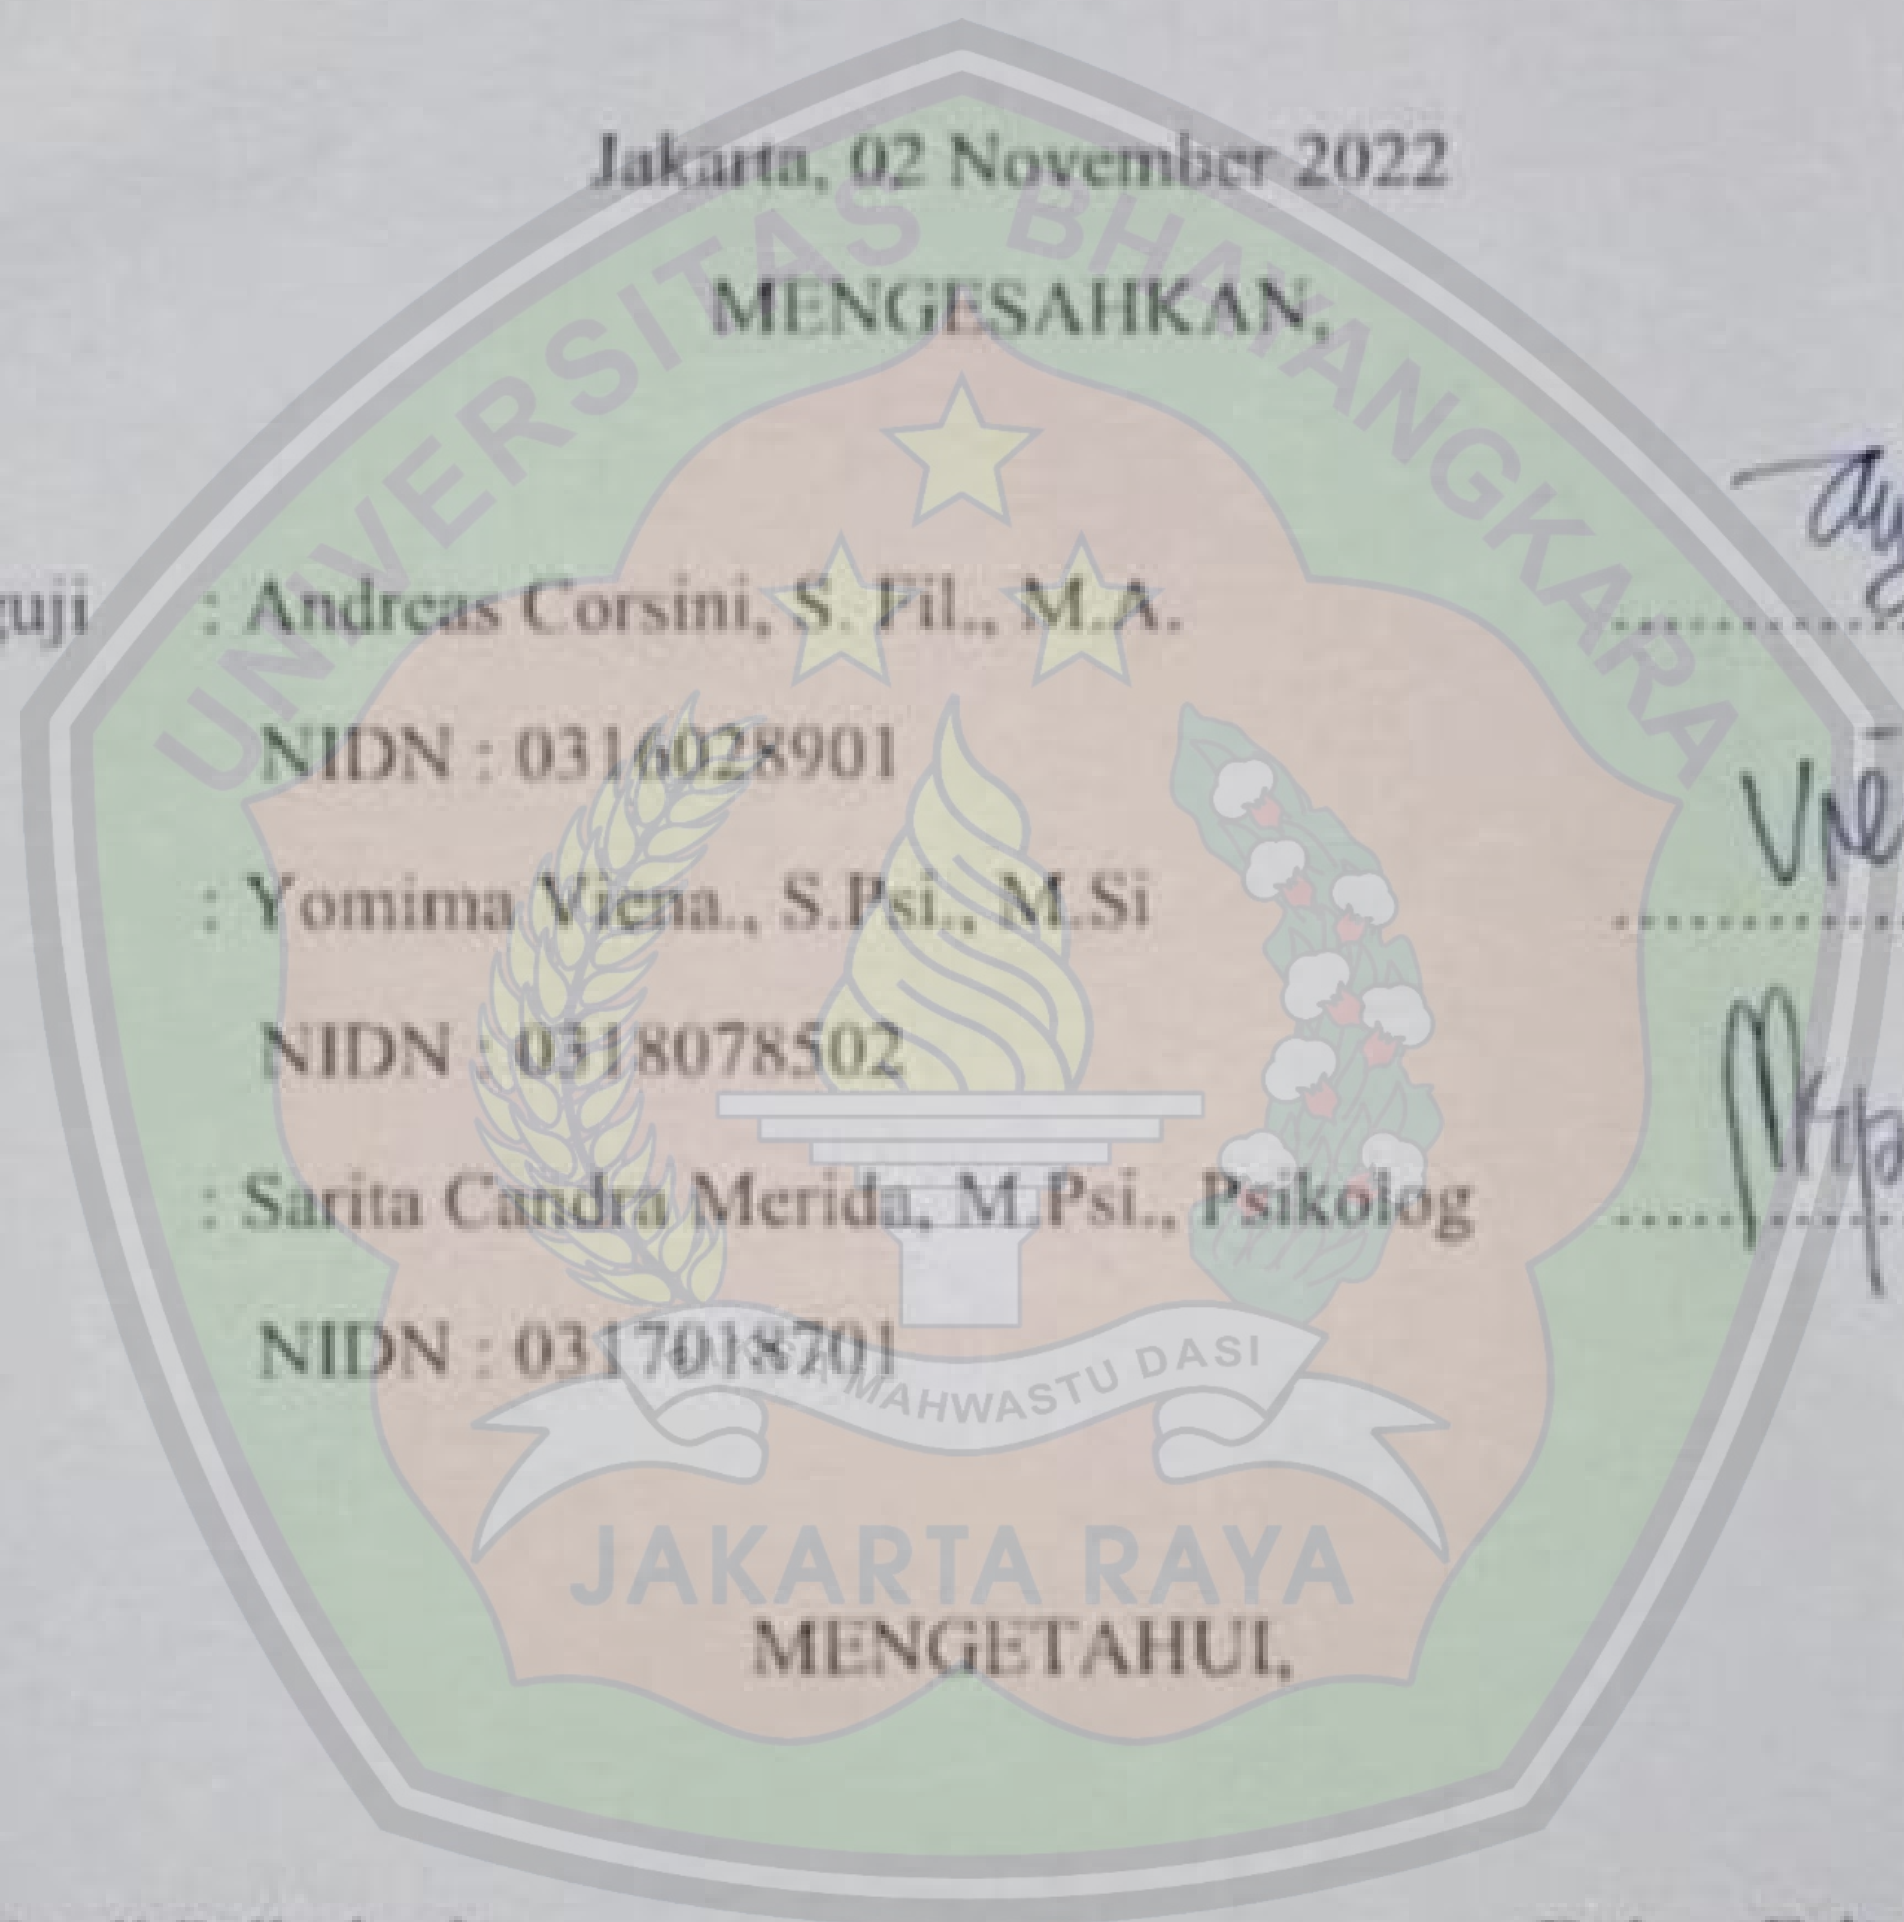 Jakarta, 02 November 2022
UNIVERSITAS BHAYANGKARA
MENGESAHKAN,
guji : Andreas Corsini, S. Fil., M.A.
NIDN : 0316028901
: Yomima Viena., S.Psi., M.Si
NIDN : 0318078502
: Sarita Candra Merida, M.Psi., Psikolog
NIDN : 0317018701
MAHWASTU DASI
JAKARTA RAYA
MENGETAHUI,